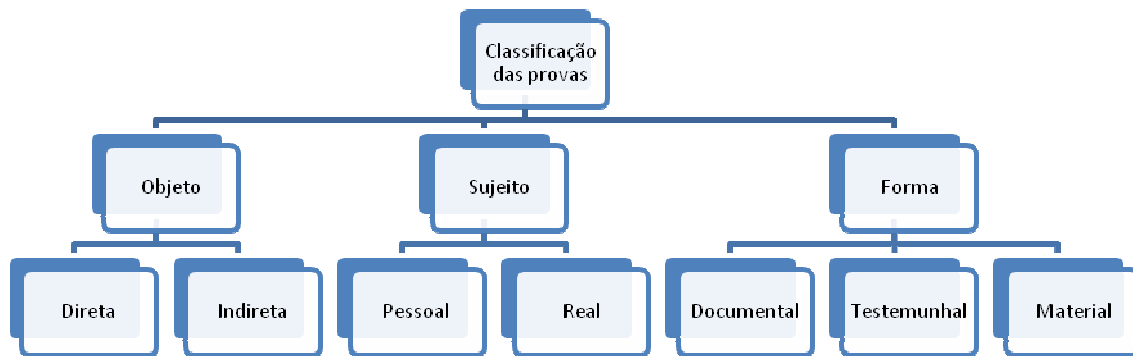 Classificação
das provas
Objeto
Sujeito
Forma
Direta
Indireta
Pessoal
Real
Documental
Testemunhal
Material